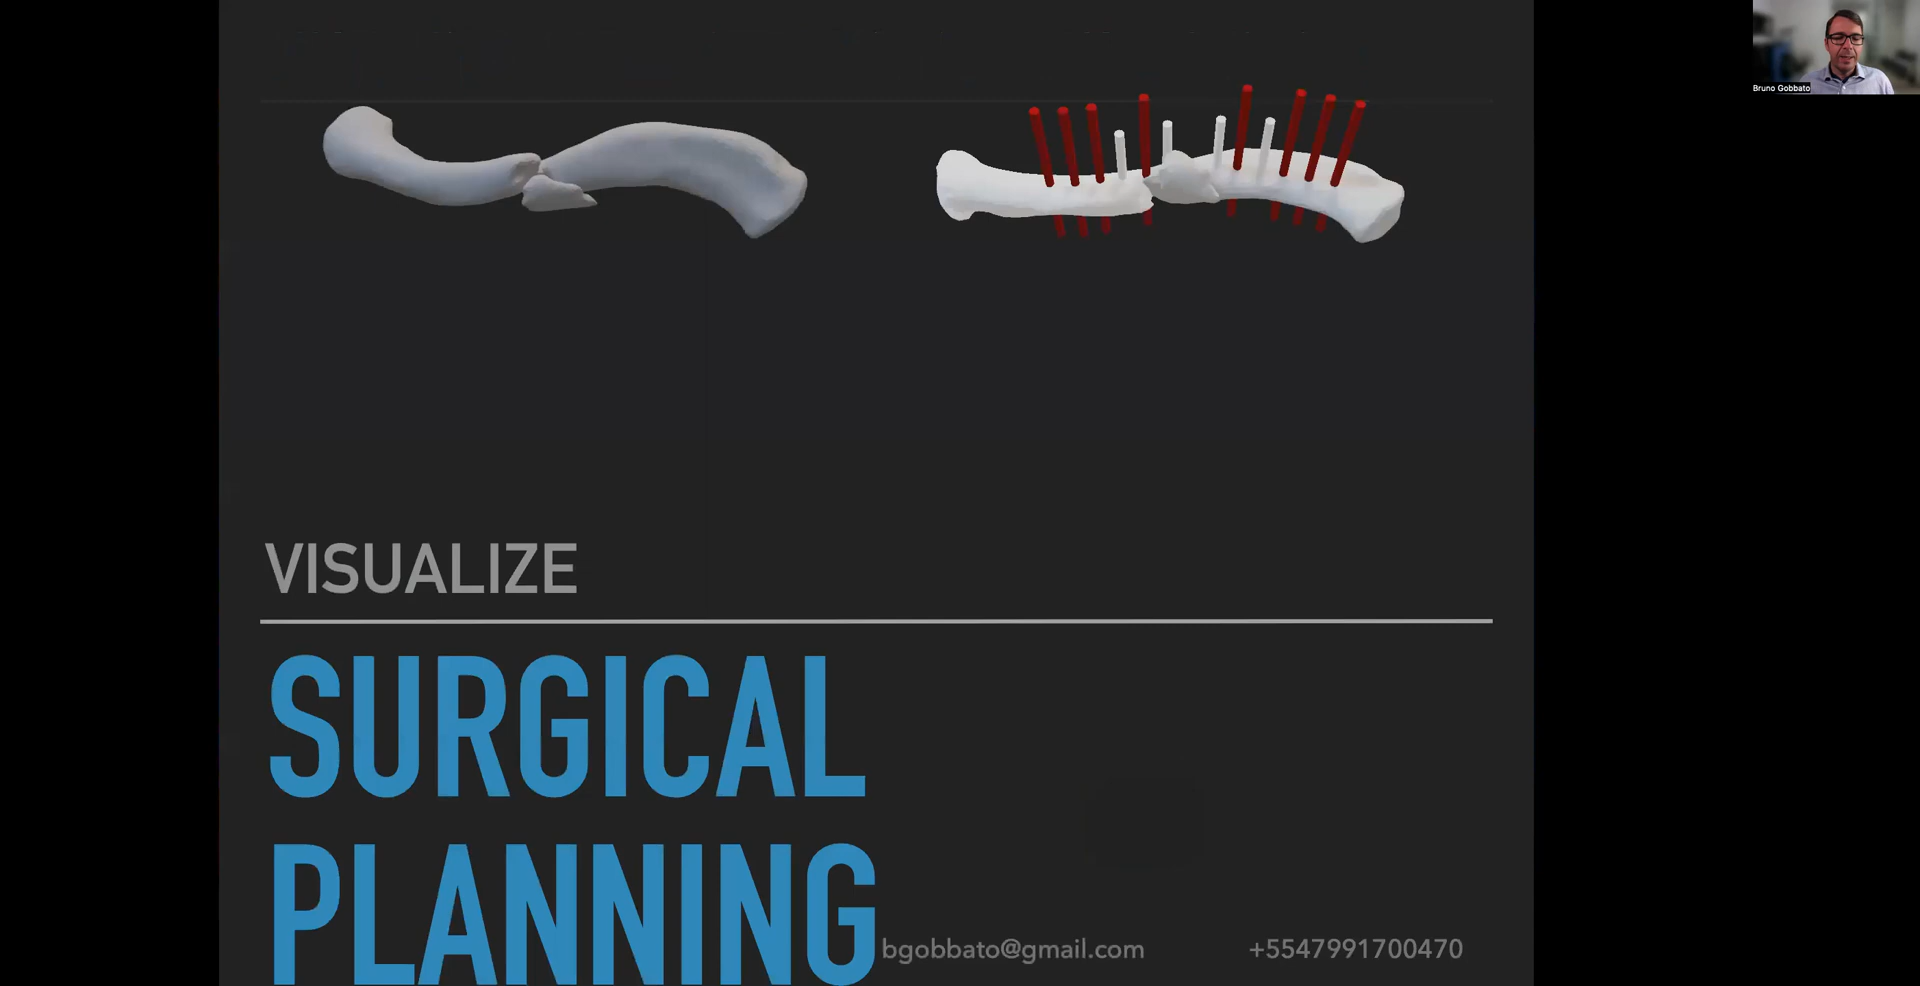 Bruno Gobbato
VISUALIZE
SURGICAL
PLANNING
bgobbato@gmail.com
+5547991700470